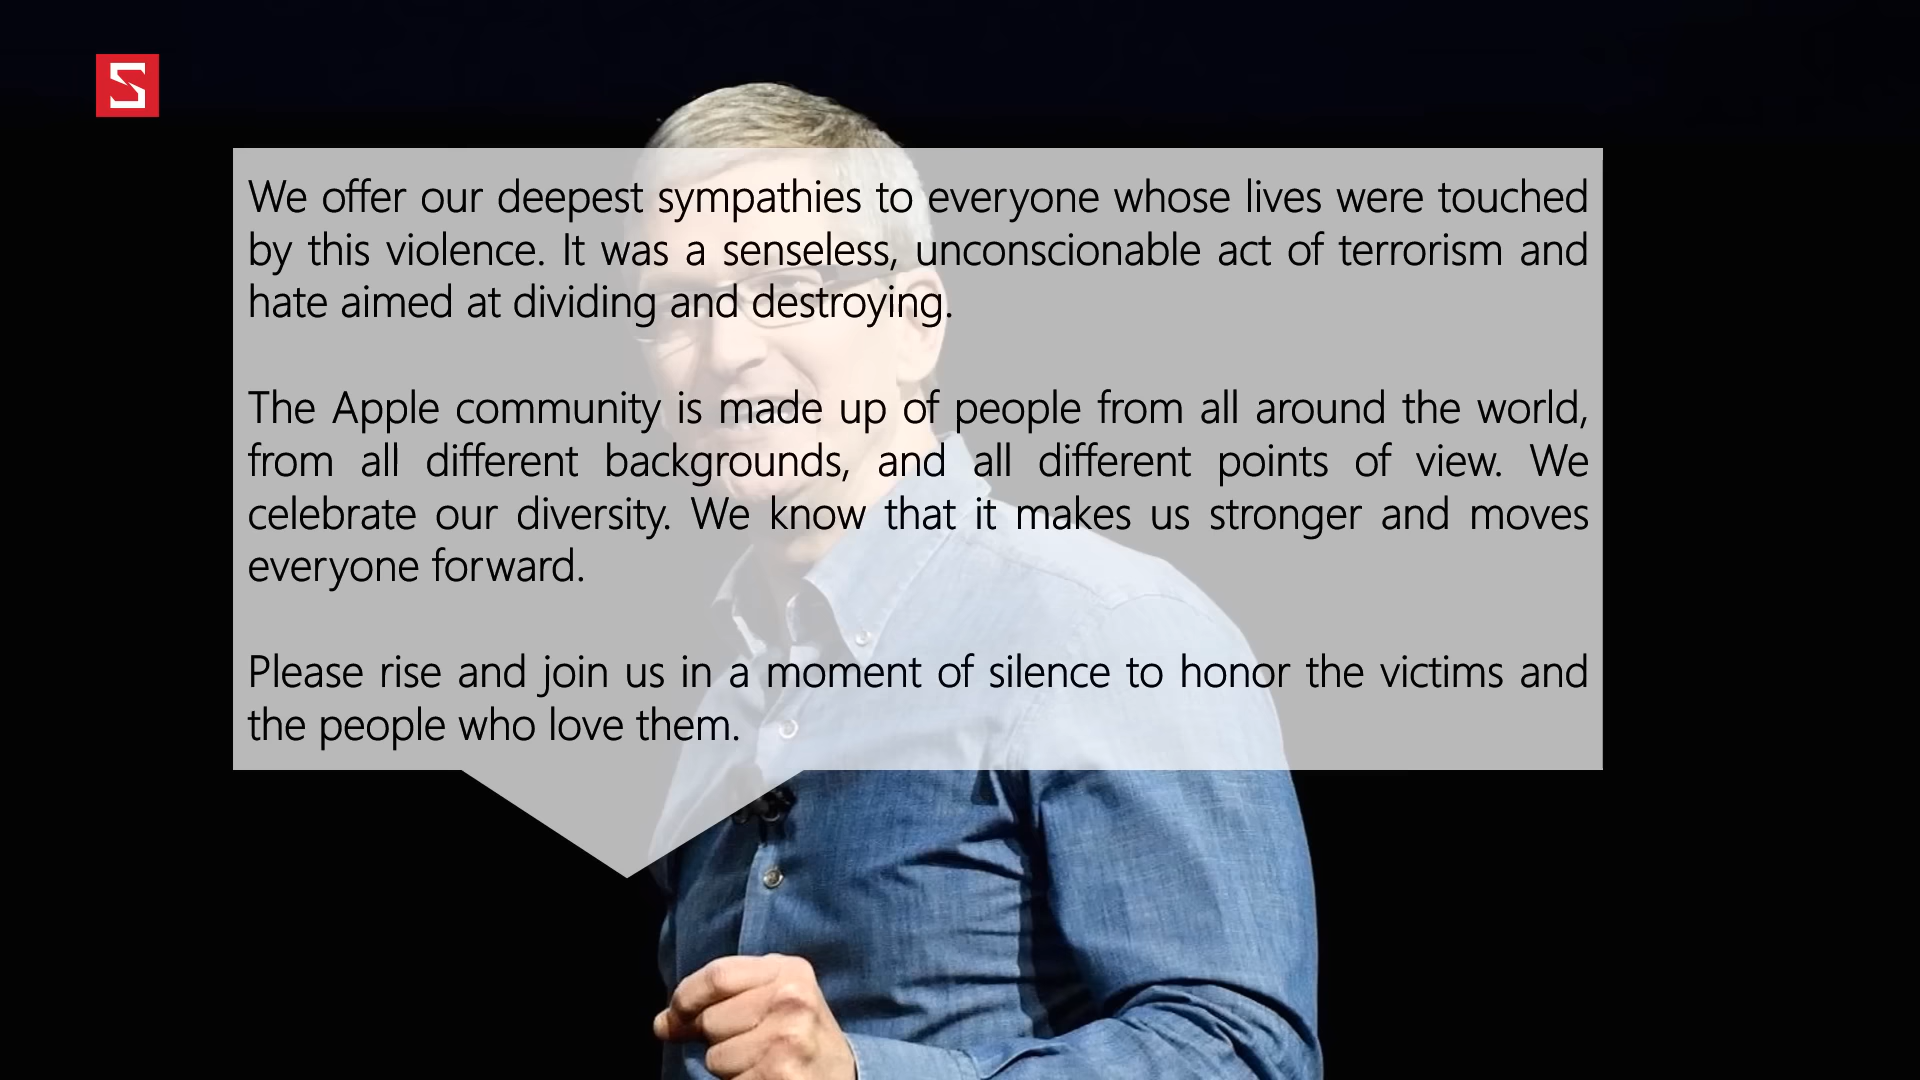 S
We offer our deepest sympathies to everyone whose lives were touched
by this violence. It was a senseless, unconscionable act of terrorism and
hate aimed at dividing and destroying.
The Apple community is made up of people from all around the world,
from all different backgrounds, and all different points of view. We
celebrate our diversity. We know that it makes us stronger and moves
everyone forward.
Please rise and join us in a moment of silence to honor the victims and
the people who love them.